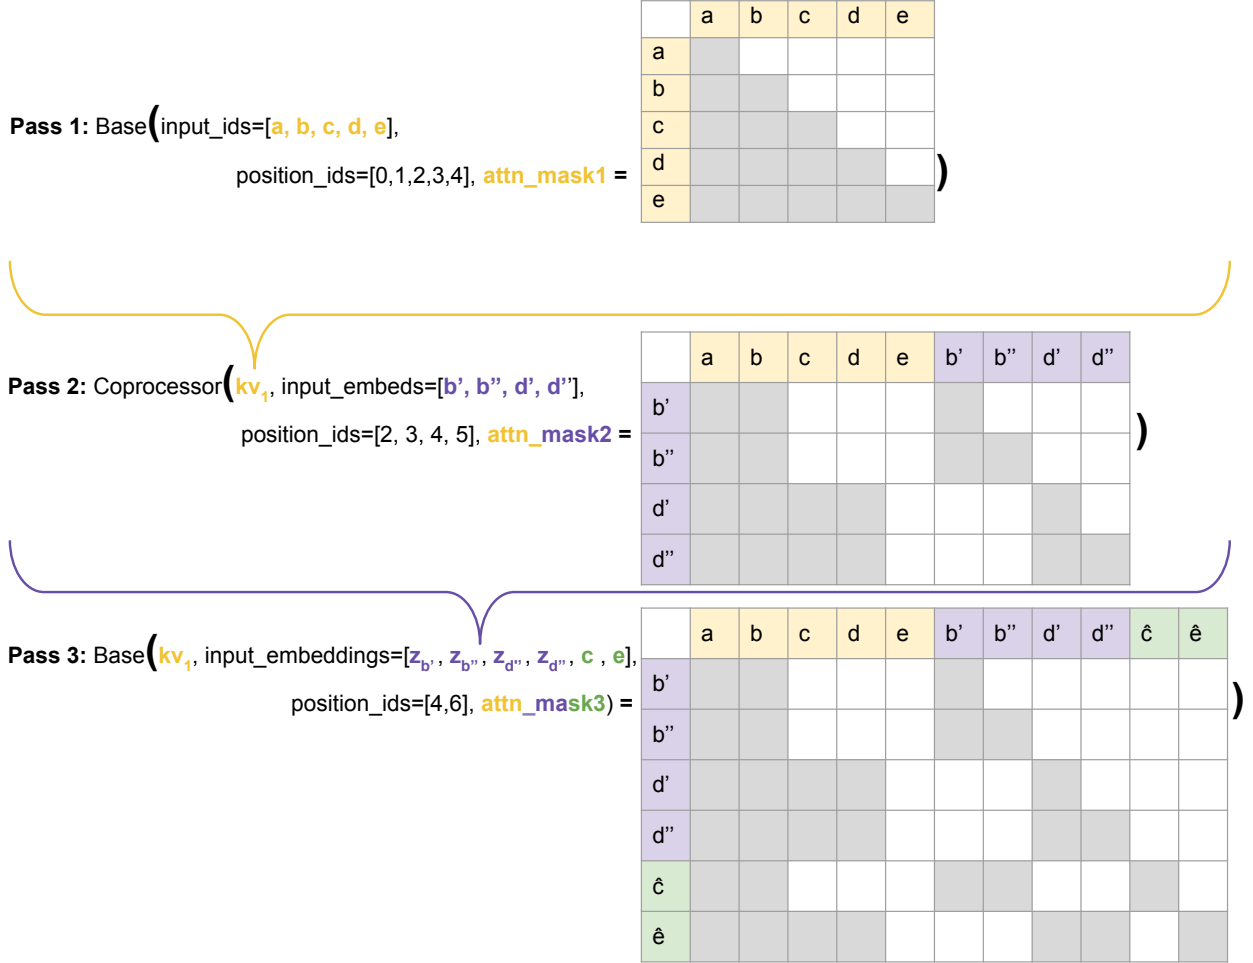 a b c d e
a
b
Pass 1: Base(input_ids=[a, b, c, d, e],
c
position_ids=[0,1,2,3,4], attn_mask1 =
d
)
e
a b c d e b’ b’’ d’ d’’
Pass 2: Coprocessor(kv1, input_embeds=[b’, b’’, d’, d’’],
b’
position_ids=[2, 3, 4, 5], attn_mask2 =
)
b’’
d’
d’’
a b c d e b’ b’’ d’ d’’ ĉ ê
Pass 3: Base(kv1, input_embeddings=[zb’, zb’’, zd’’, zd’’, c , e],
b’
position_ids=[4,6], attn_mask3) =
)
b’’
d’
d’’
ĉ
ê